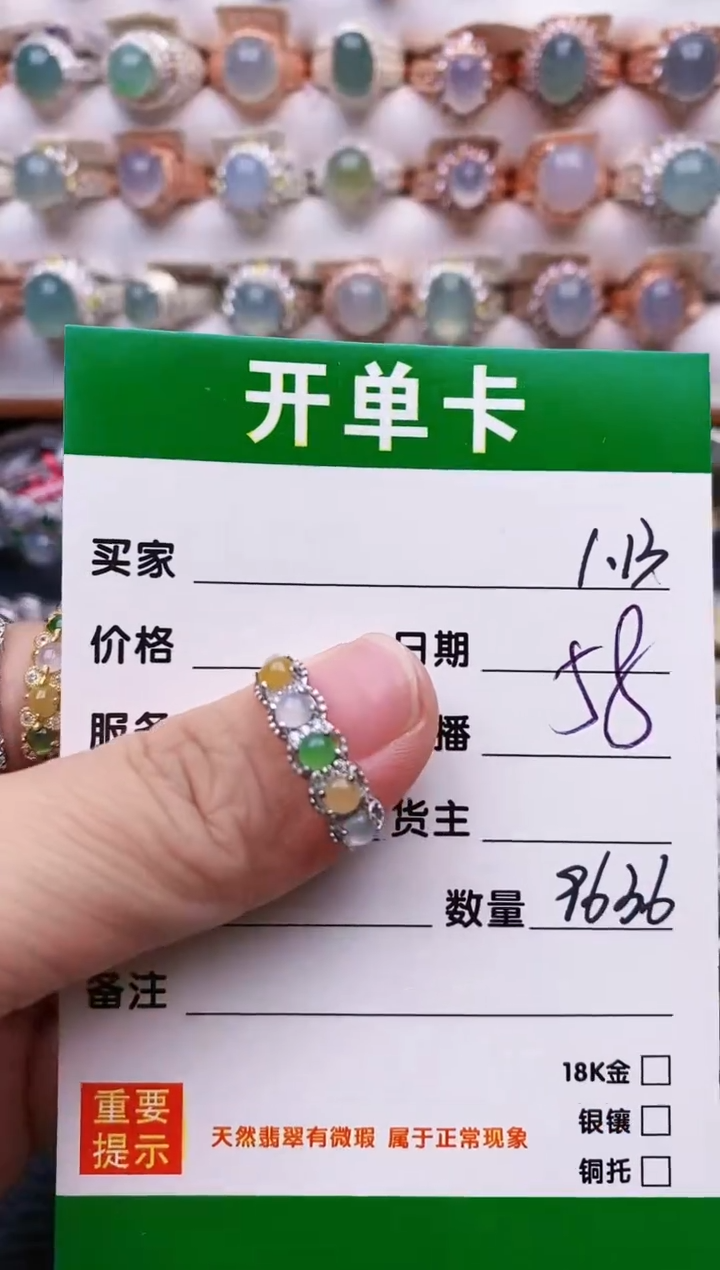 开单卡
买家 1.13
价格 日期
服务 播 58
货主
数量 9636
备注
18K金
重要提示 天然翡翠有微瑕 属于正常现象
银镶
铜托